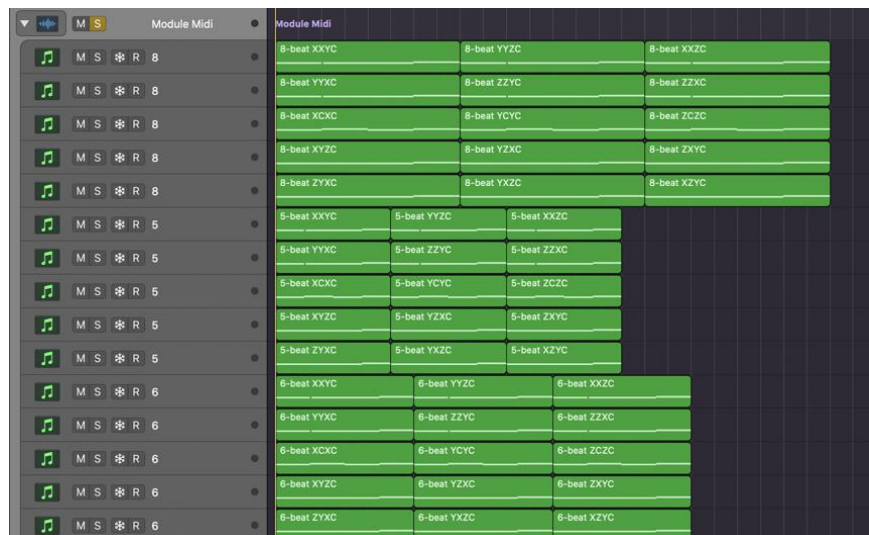 M S Module Midi Module Midi
M S R 8 8-beat XXYC 8-beat YYZC 8-beat XXZC
M S R 8 8-beat YYXC 8-beat ZZYC 8-beat ZZXC
M S R 8 8-beat XCXC 8-beat YCYC 8-beat ZCZC
M S R 8 8-beat XYZC 8-beat YZXC 8-beat ZXYC
M S R 8 8-beat ZYXC 8-beat YXZC 8-beat XZYC
M S R 5 5-beat XXYC 5-beat YYZC 5-beat XXZC
M S R 5 5-beat YYXC 5-beat ZZYC 5-beat ZZXC
M S R 5 5-beat XCXC 5-beat YCYC 5-beat ZCZC
M S R 5 5-beat XYZC 5-beat YZXC 5-beat ZXYC
M S R 5 5-beat ZYXC 5-beat YXZC 5-beat XZYC
M S R 6 6-beat XXYC 6-beat YYZC 6-beat XXZC
M S R 6 6-beat YYXC 6-beat ZZYC 6-beat ZZXC
M S R 6 6-beat XCXC 6-beat YCYC 6-beat ZCZC
M S R 6 6-beat XYZC 6-beat YZXC 6-beat ZXYC
M S R 6 6-beat ZYXC 6-beat YXZC 6-beat XZYC